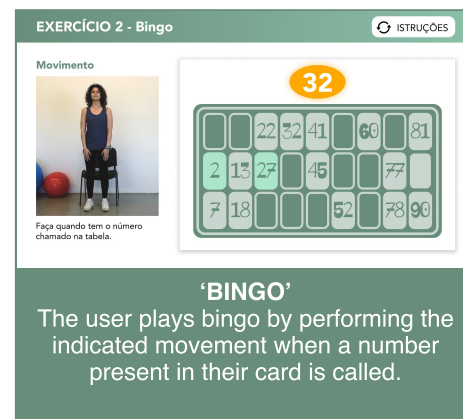 EXERCÍCIO 2 - Bingo
ISTRUÇÕES
Movimento
Faça quando tem o número
chamado na tabela.
32
22 32 41 60 81
2 13 27 45 77
7 18 52 78 90
‘BINGO’
The user plays bingo by performing the
indicated movement when a number
present in their card is called.